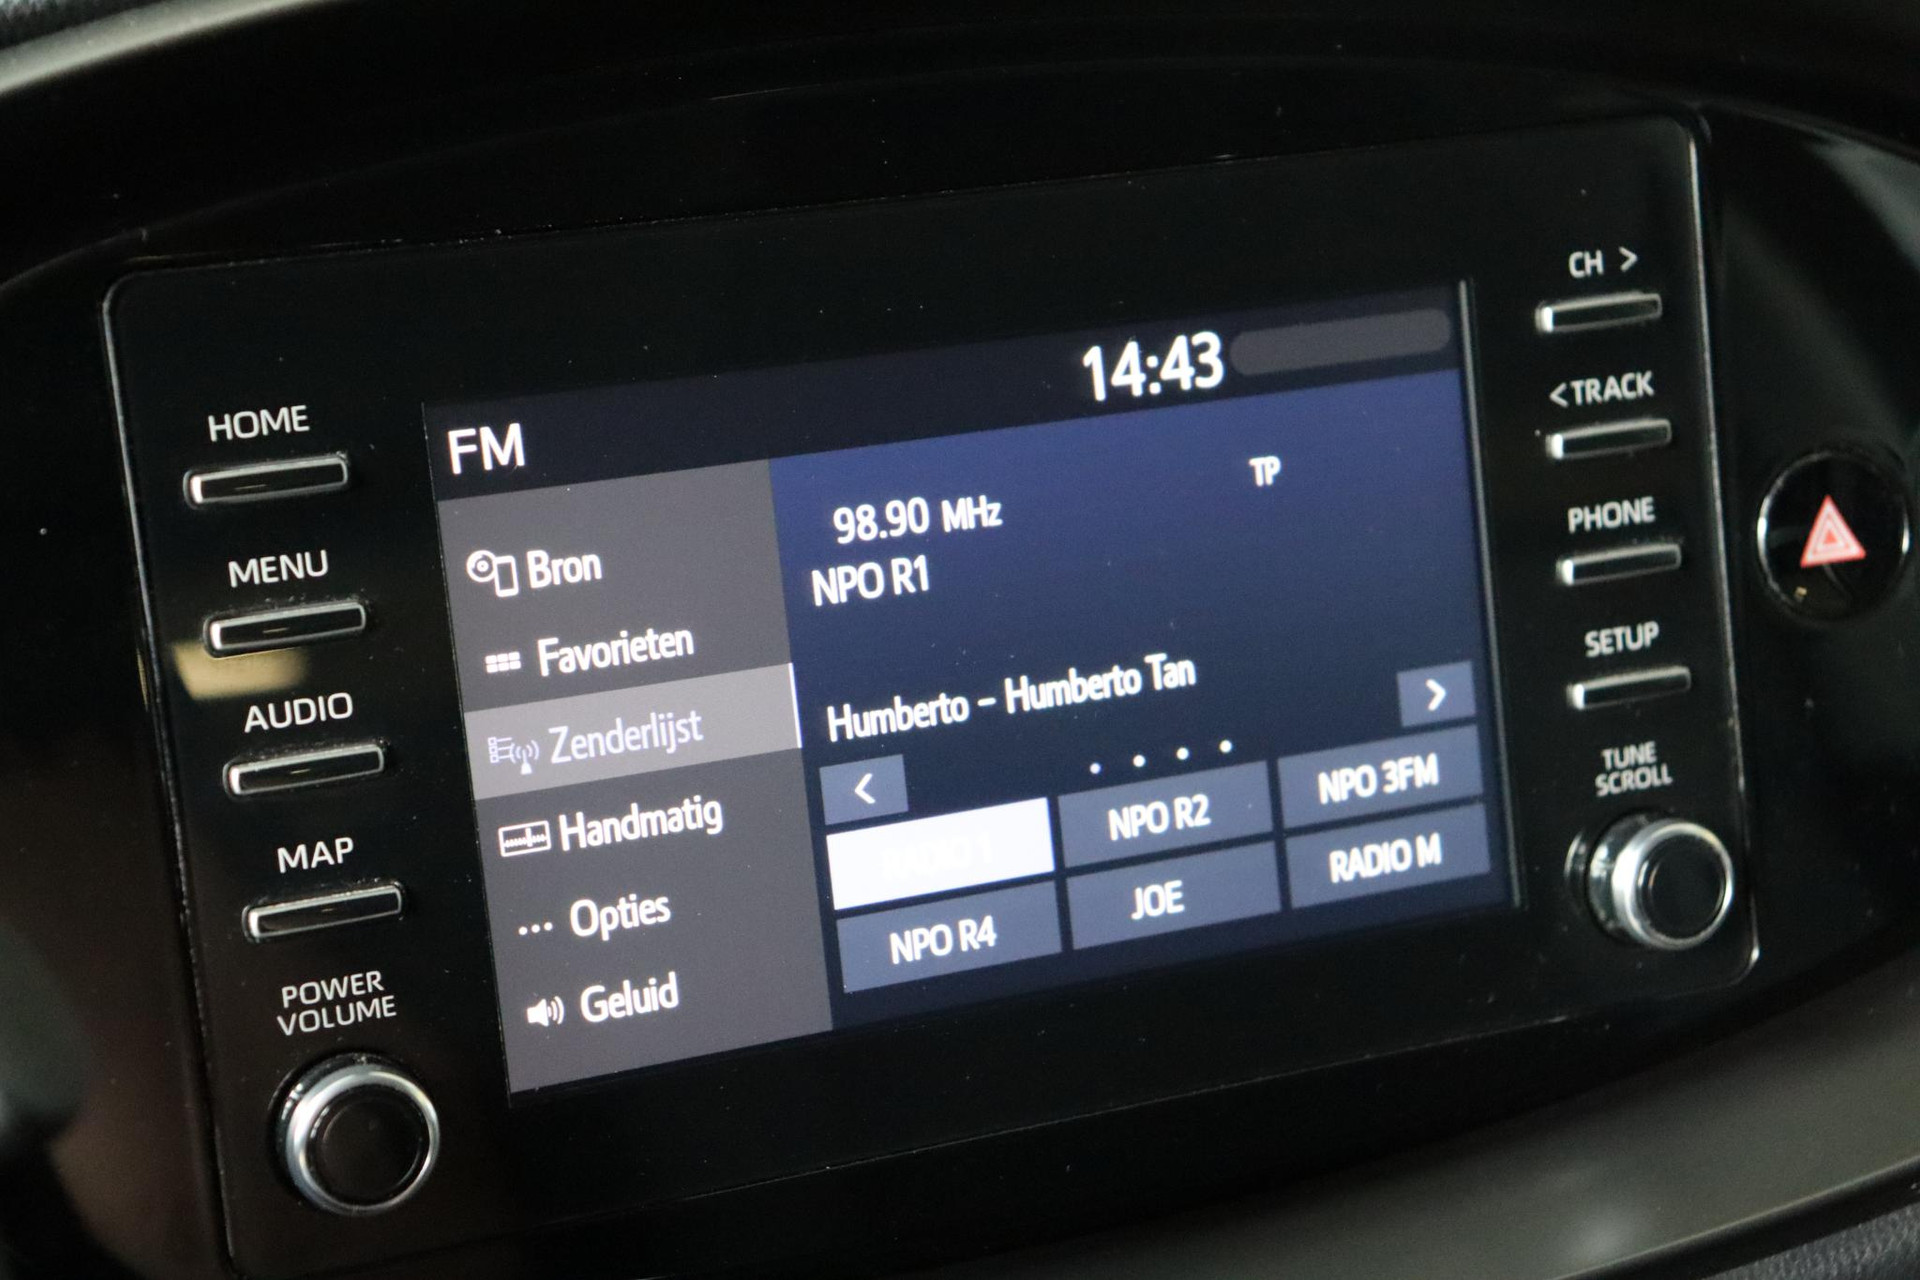 HOME
MENU
AUDIO
MAP
POWER
VOLUME
FM
14:43
Bron
Favorieten
Zenderlijst
Handmatig
Opties
Geluid
98.90 MHz
TP
NPO R1
Humberto - Humberto Tan
<
>
RADIO 1
NPO R2
NPO 3FM
NPO R4
JOE
RADIO M
CH >
<TRACK
PHONE
SETUP
TUNE
SCROLL